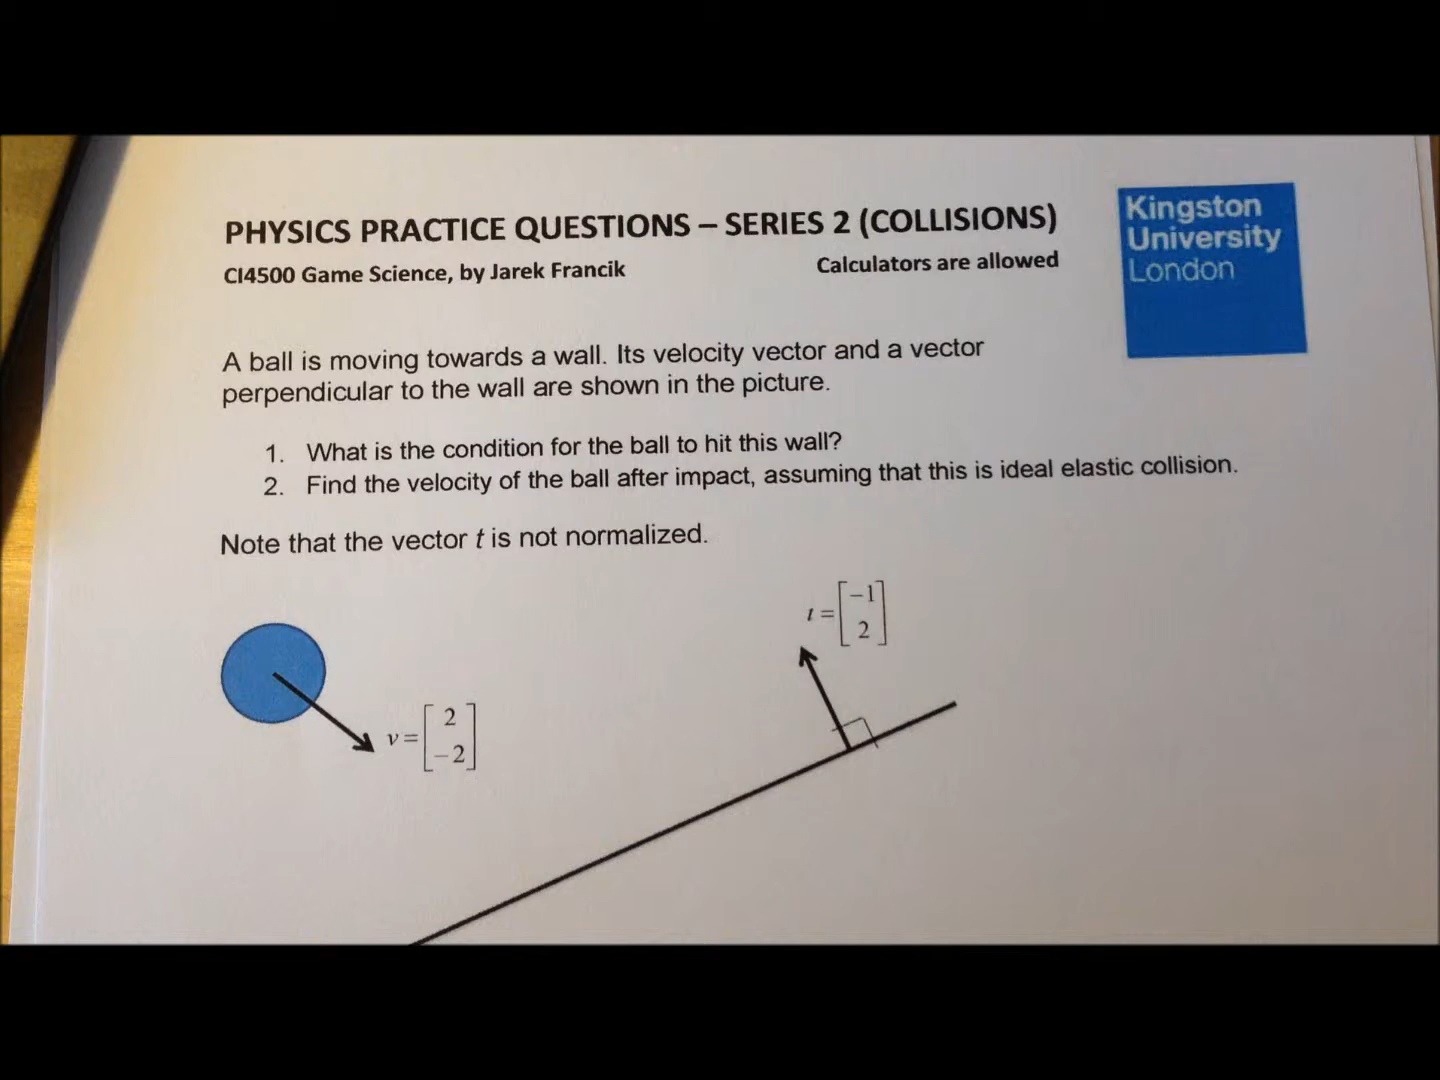 PHYSICS PRACTICE QUESTIONS – SERIES 2 (COLLISIONS)
CI4500 Game Science, by Jarek Francik
Calculators are allowed
Kingston
University
London
A ball is moving towards a wall. Its velocity vector and a vector
perpendicular to the wall are shown in the picture.
1. What is the condition for the ball to hit this wall?
2. Find the velocity of the ball after impact, assuming that this is ideal elastic collision.
Note that the vector t is not normalized.
t = [−1
2]
v = [2
−2]